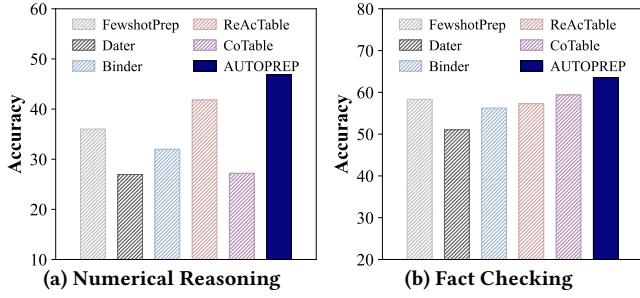 60
50
40
30
20
10
Accuracy
FewshotPrep
Dater
Binder
ReAcTable
CoTable
AUTOPREP
(a) Numerical Reasoning
80
70
60
50
40
30
20
Accuracy
FewshotPrep
Dater
Binder
ReAcTable
CoTable
AUTOPREP
(b) Fact Checking